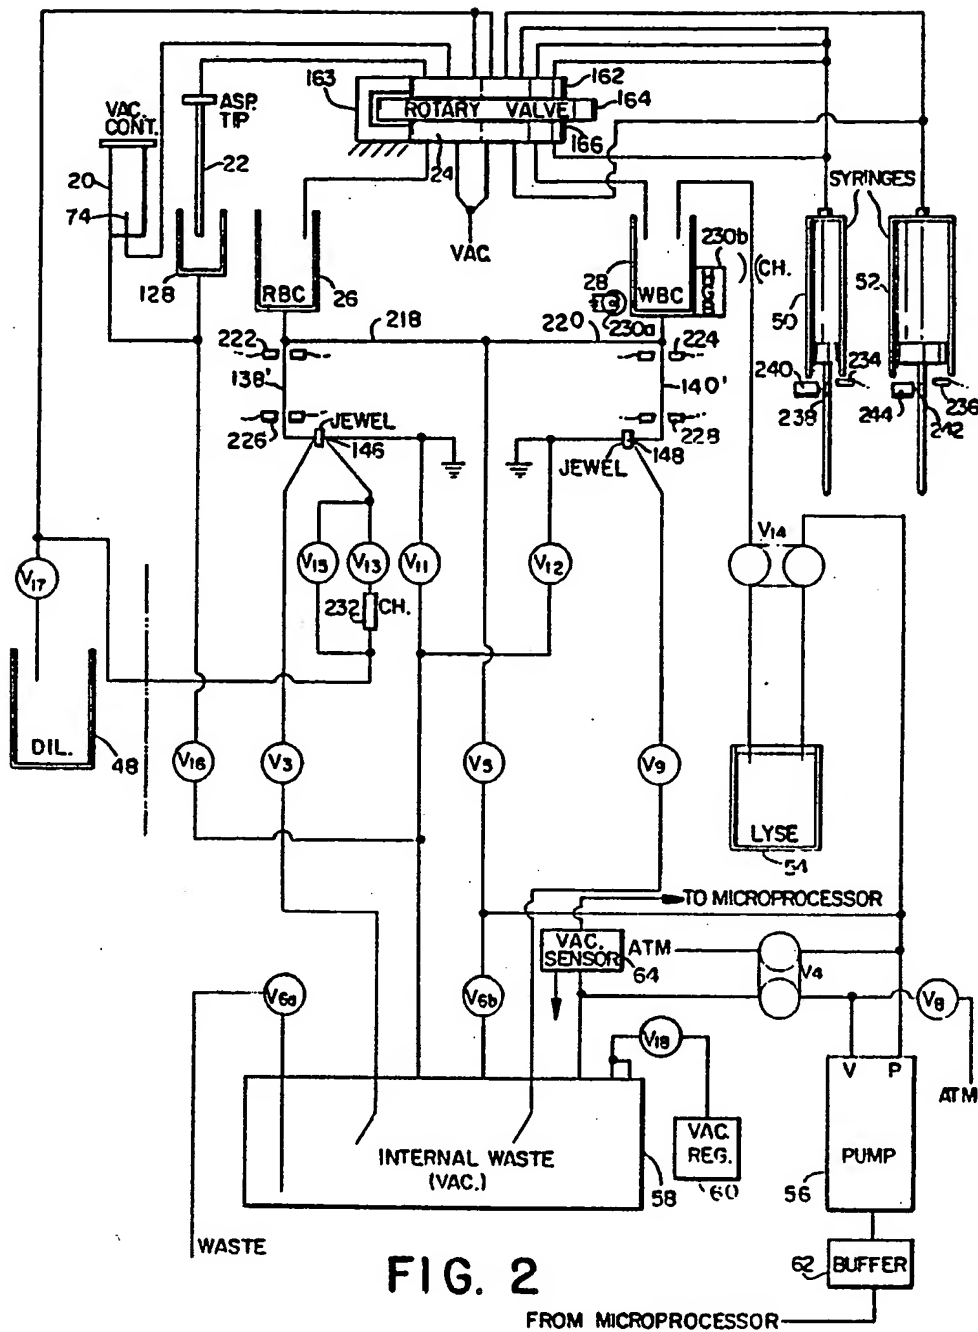 163
162
ROTARY VALVE
164
166
24
ASP.
TIP
VAC.
CONT.
20
22
74
128
RBC
26
VAC.
28
WBC
230b
230a
CH.
SYRINGES
50
52
218
220
222
224
138'
140'
226
228
JEWEL
146
JEWEL
148
240
234
238
244
236
242
V17
V15
V13
V11
V12
V14
232
CH.
DIL.
48
V16
V3
V5
V9
LYSE
54
TO MICROPROCESSOR
VAC.
SENSOR
ATM
64
V4
V6a
V6b
V18
V8
V
P
ATM
INTERNAL WASTE
(VAC.)
58
VAC.
REG.
60
PUMP
56
WASTE
62
BUFFER
FIG. 2
FROM MICROPROCESSOR